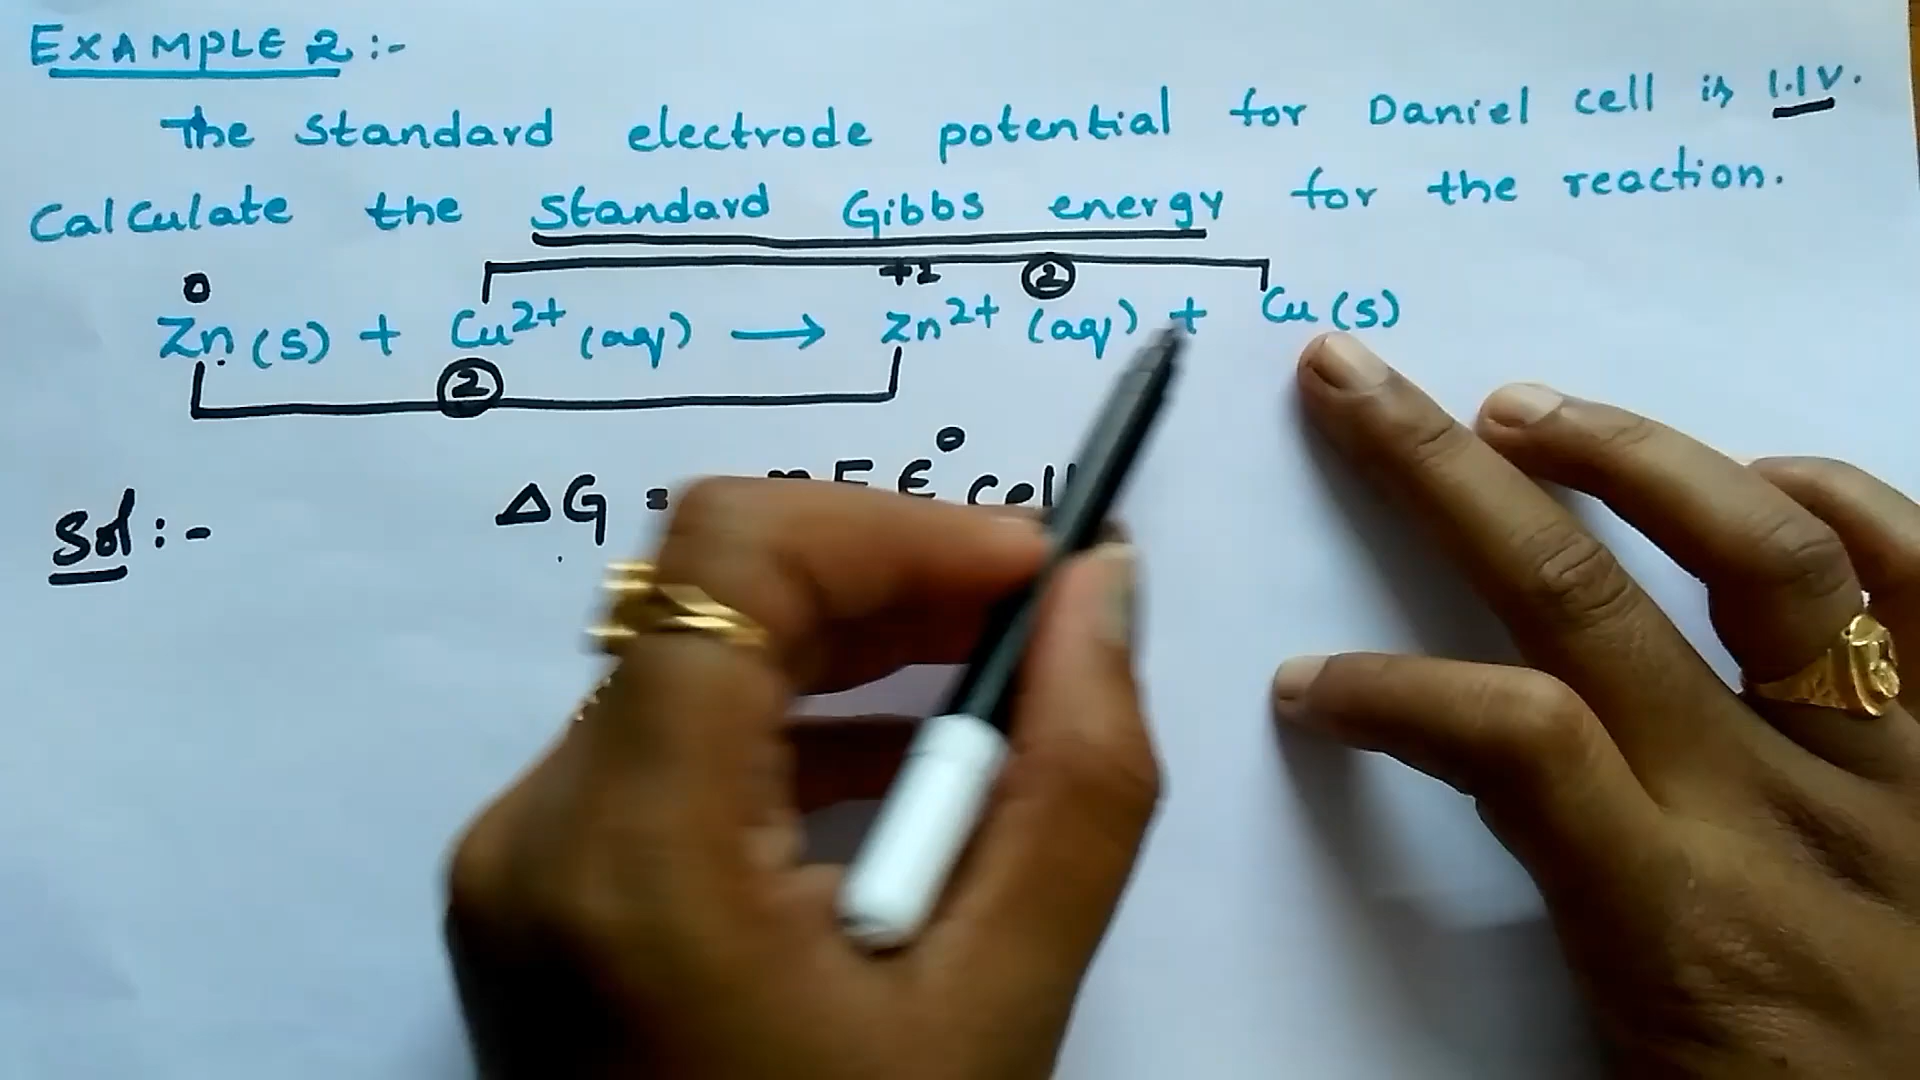 EXAMPLE 2 :-
The standard electrode potential for Daniel cell is 1.1V.
Calculate the standard Gibbs energy for the reaction.
0 +2 2
Zn (s) + Cu2+ (aq) → Zn2+ (aq) + Cu (s)
2
Sol :- ΔG = nFE° cell